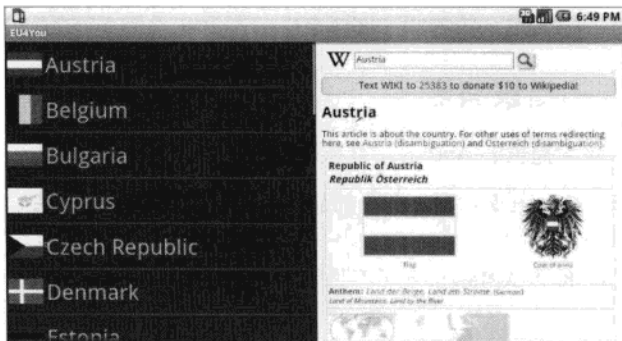 6:49 PM
EU4You
Austria
Belgium
Bulgaria
Cyprus
Czech Republic
Denmark
Estonia
W Austria
Text WIKI to 25383 to donate $10 to Wikipedia!
Austria
This article is about the country. For other uses of terms redirecting
here, see Austria (disambiguation) and Österreich (disambiguation).
Republic of Austria
Republik Österreich
Flag
Coat of arms
Anthem: Land der Berge, Land am Strome (German)
Land of Mountains, Land by the River